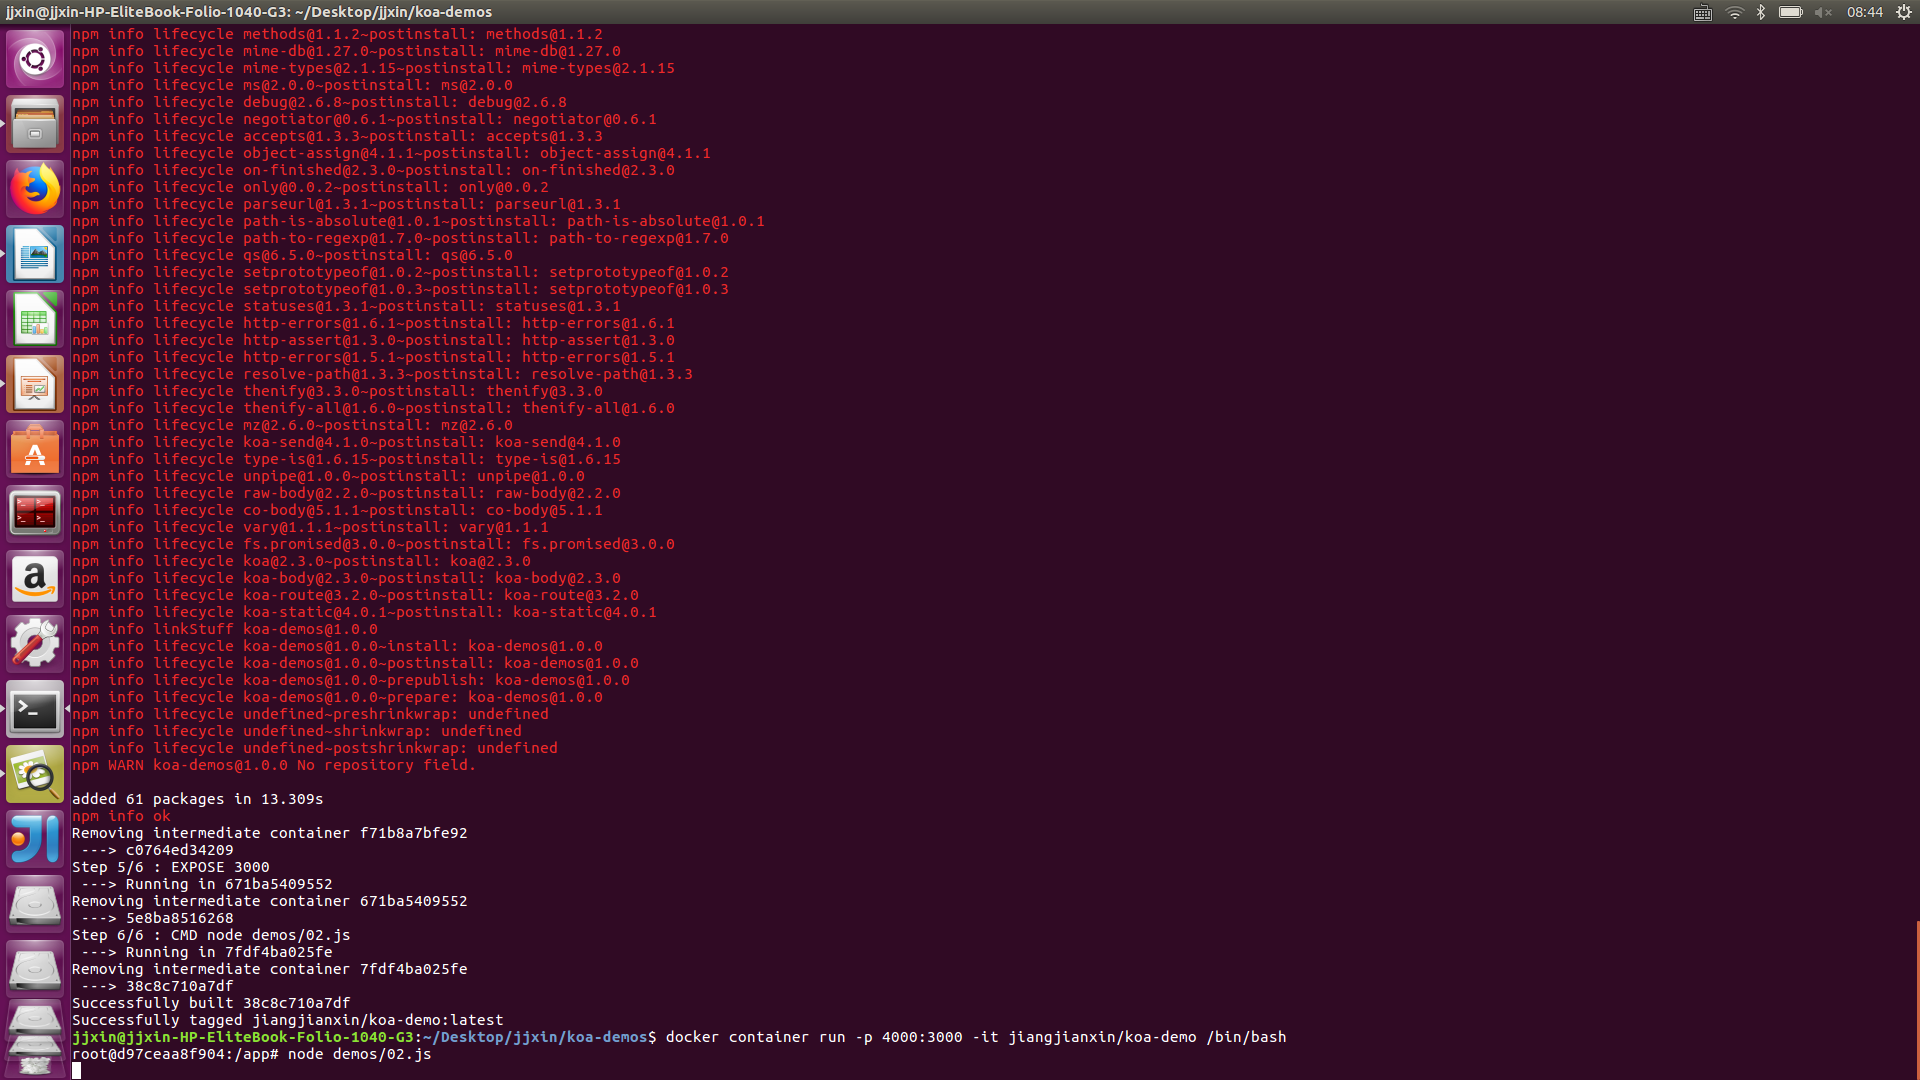 jjxin@jjxin-HP-EliteBook-Folio-1040-G3: ~/Desktop/jjxin/koa-demos
08:44
npm info lifecycle methods@1.1.2~postinstall: methods@1.1.2
npm info lifecycle mime-db@1.27.0~postinstall: mime-db@1.27.0
npm info lifecycle mime-types@2.1.15~postinstall: mime-types@2.1.15
npm info lifecycle ms@2.0.0~postinstall: ms@2.0.0
npm info lifecycle debug@2.6.8~postinstall: debug@2.6.8
npm info lifecycle negotiator@0.6.1~postinstall: negotiator@0.6.1
npm info lifecycle accepts@1.3.3~postinstall: accepts@1.3.3
npm info lifecycle object-assign@4.1.1~postinstall: object-assign@4.1.1
npm info lifecycle on-finished@2.3.0~postinstall: on-finished@2.3.0
npm info lifecycle only@0.0.2~postinstall: only@0.0.2
npm info lifecycle parseurl@1.3.1~postinstall: parseurl@1.3.1
npm info lifecycle path-is-absolute@1.0.1~postinstall: path-is-absolute@1.0.1
npm info lifecycle path-to-regexp@1.7.0~postinstall: path-to-regexp@1.7.0
npm info lifecycle qs@6.5.0~postinstall: qs@6.5.0
npm info lifecycle setprototypeof@1.0.2~postinstall: setprototypeof@1.0.2
npm info lifecycle setprototypeof@1.0.3~postinstall: setprototypeof@1.0.3
npm info lifecycle statuses@1.3.1~postinstall: statuses@1.3.1
npm info lifecycle http-errors@1.6.1~postinstall: http-errors@1.6.1
npm info lifecycle http-assert@1.3.0~postinstall: http-assert@1.3.0
npm info lifecycle http-errors@1.5.1~postinstall: http-errors@1.5.1
npm info lifecycle resolve-path@1.3.3~postinstall: resolve-path@1.3.3
npm info lifecycle thenify@3.3.0~postinstall: thenify@3.3.0
npm info lifecycle thenify-all@1.6.0~postinstall: thenify-all@1.6.0
npm info lifecycle mz@2.6.0~postinstall: mz@2.6.0
npm info lifecycle koa-send@4.1.0~postinstall: koa-send@4.1.0
npm info lifecycle type-is@1.6.15~postinstall: type-is@1.6.15
npm info lifecycle unpipe@1.0.0~postinstall: unpipe@1.0.0
npm info lifecycle raw-body@2.2.0~postinstall: raw-body@2.2.0
npm info lifecycle co-body@5.1.1~postinstall: co-body@5.1.1
npm info lifecycle vary@1.1.1~postinstall: vary@1.1.1
npm info lifecycle fs.promised@3.0.0~postinstall: fs.promised@3.0.0
npm info lifecycle koa@2.3.0~postinstall: koa@2.3.0
npm info lifecycle koa-body@2.3.0~postinstall: koa-body@2.3.0
npm info lifecycle koa-route@3.2.0~postinstall: koa-route@3.2.0
npm info lifecycle koa-static@4.0.1~postinstall: koa-static@4.0.1
npm info linkStuff koa-demos@1.0.0
npm info lifecycle koa-demos@1.0.0~install: koa-demos@1.0.0
npm info lifecycle koa-demos@1.0.0~postinstall: koa-demos@1.0.0
npm info lifecycle koa-demos@1.0.0~prepublish: koa-demos@1.0.0
npm info lifecycle koa-demos@1.0.0~prepare: koa-demos@1.0.0
npm info lifecycle undefined~preshrinkwrap: undefined
npm info lifecycle undefined~shrinkwrap: undefined
npm info lifecycle undefined~postshrinkwrap: undefined
npm WARN koa-demos@1.0.0 No repository field.
added 61 packages in 13.309s
npm info ok
Removing intermediate container f71b8a7bfe92
 ---> c0764ed34209
Step 5/6 : EXPOSE 3000
 ---> Running in 671ba5409552
Removing intermediate container 671ba5409552
 ---> 5e8ba8516268
Step 6/6 : CMD node demos/02.js
 ---> Running in 7fdf4ba025fe
Removing intermediate container 7fdf4ba025fe
 ---> 38c8c710a7df
Successfully built 38c8c710a7df
Successfully tagged jiangjianxin/koa-demo:latest
jjxin@jjxin-HP-EliteBook-Folio-1040-G3:~/Desktop/jjxin/koa-demos$ docker container run -p 4000:3000 -it jiangjianxin/koa-demo /bin/bash
root@d97ceaa8f904:/app# node demos/02.js